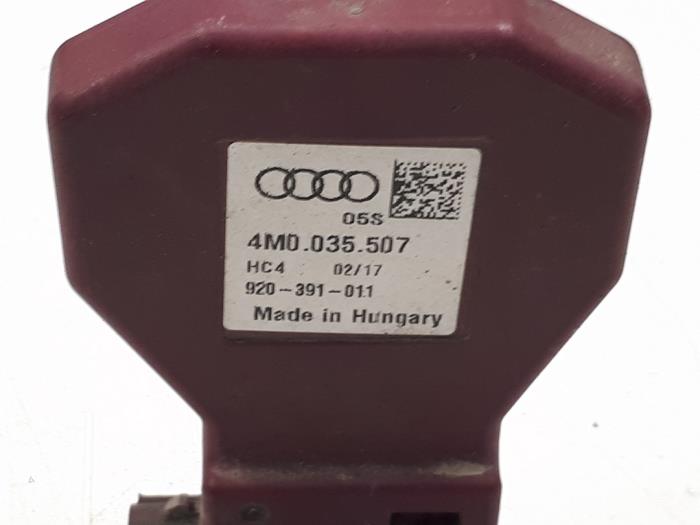 05S
4M0.035.507
HC4 02/17
920-391-011
Made in Hungary